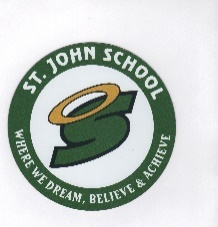 ST. JOHN SCHOOL
S
WHERE WE DREAM, BELIEVE & ACHIEVE